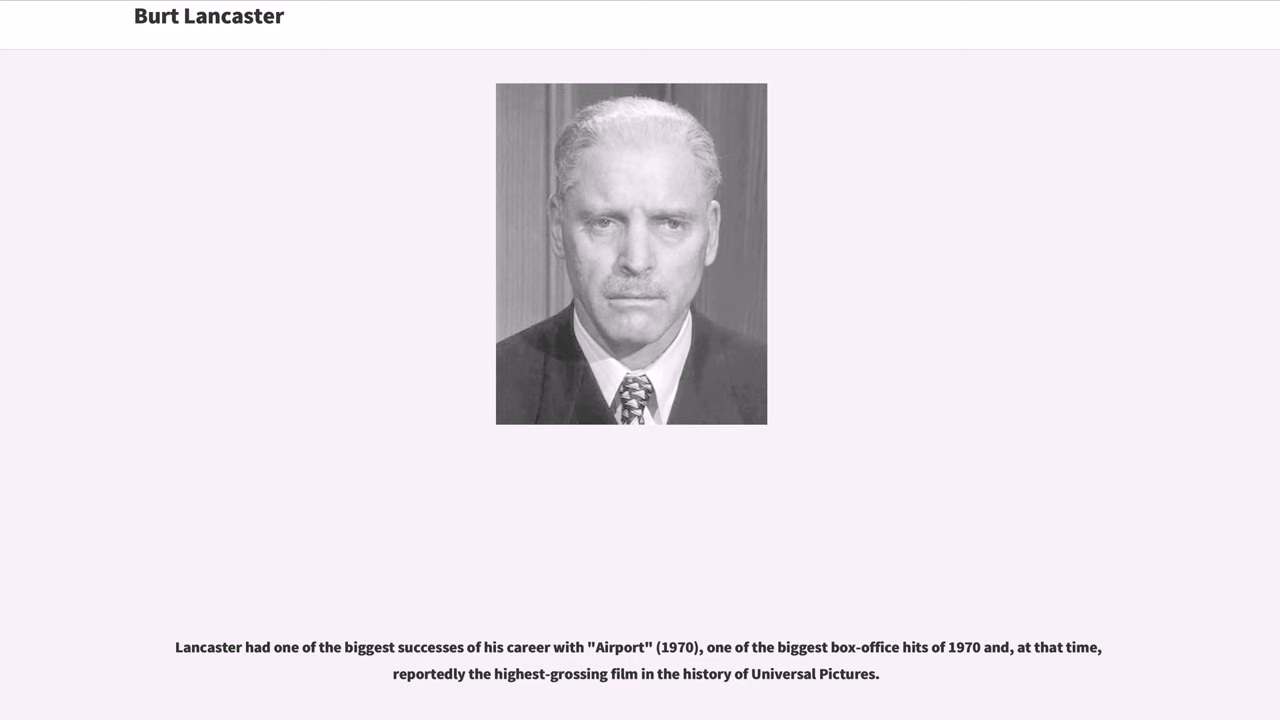 Burt Lancaster
Lancaster had one of the biggest successes of his career with "Airport" (1970), one of the biggest box-office hits of 1970 and, at that time,
reportedly the highest-grossing film in the history of Universal Pictures.